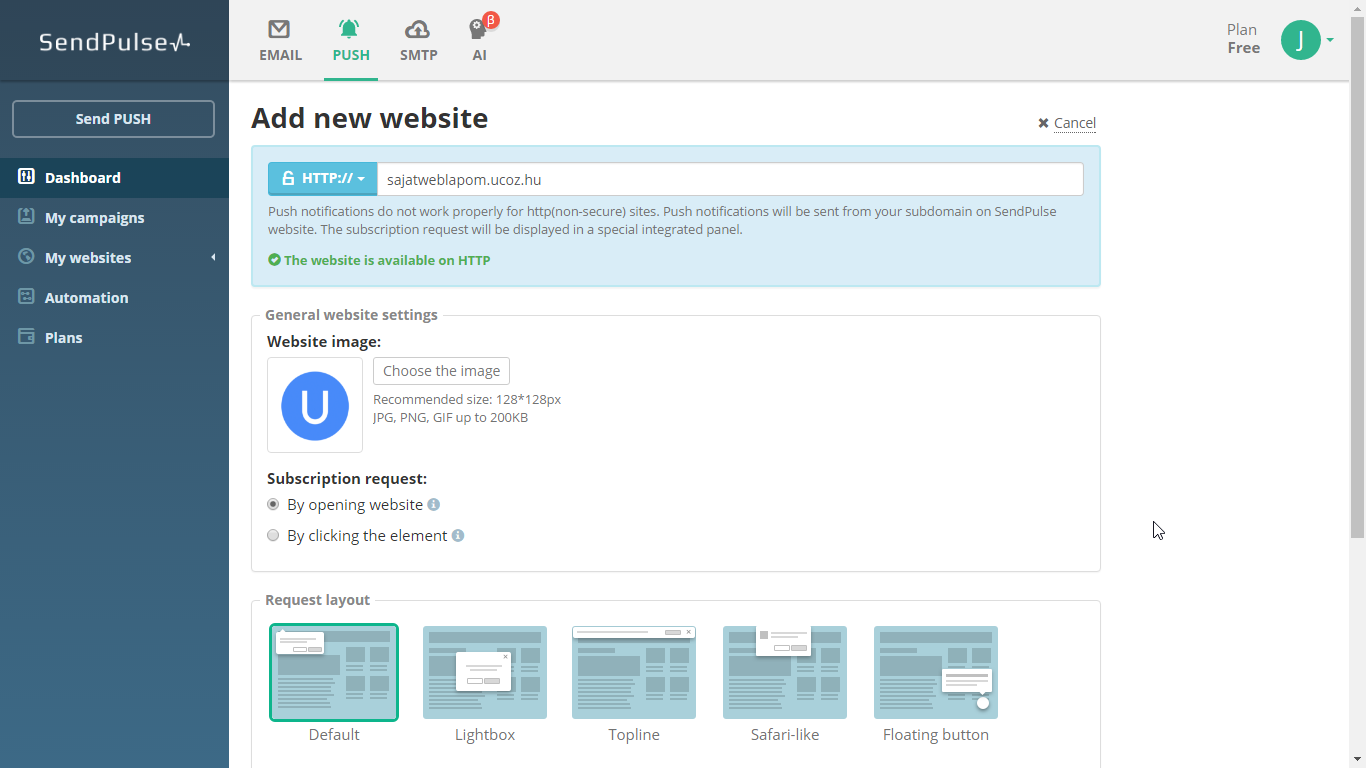 SendPulse
EMAIL
PUSH
SMTP
β
AI
Plan
Free
J
Send PUSH
Dashboard
My campaigns
My websites
Automation
Plans
Add new website
✖ Cancel
HTTP://
sajatweblapom.ucoz.hu
Push notifications do not work properly for http(non-secure) sites. Push notifications will be sent from your subdomain on SendPulse
website. The subscription request will be displayed in a special integrated panel.
The website is available on HTTP
General website settings
Website image:
U
Choose the image
Recommended size: 128*128px
JPG, PNG, GIF up to 200KB
Subscription request:
By opening website
By clicking the element
Request layout
Default
Lightbox
Topline
Safari-like
Floating button